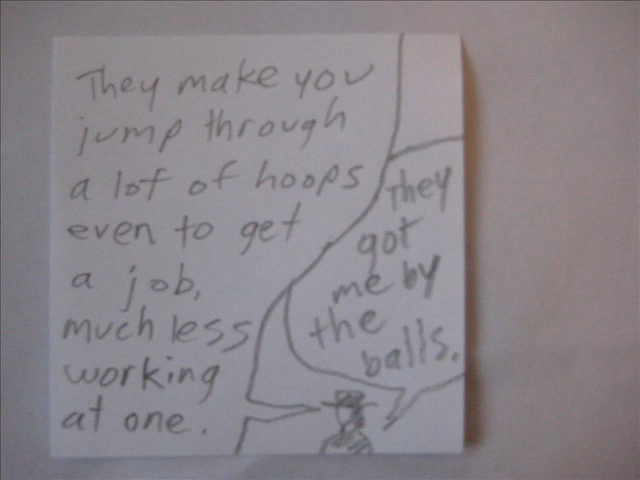 They make you
jump through
a lot of hoops
even to get
a job,
much less
working
at one.
They
got
me by
the
balls.